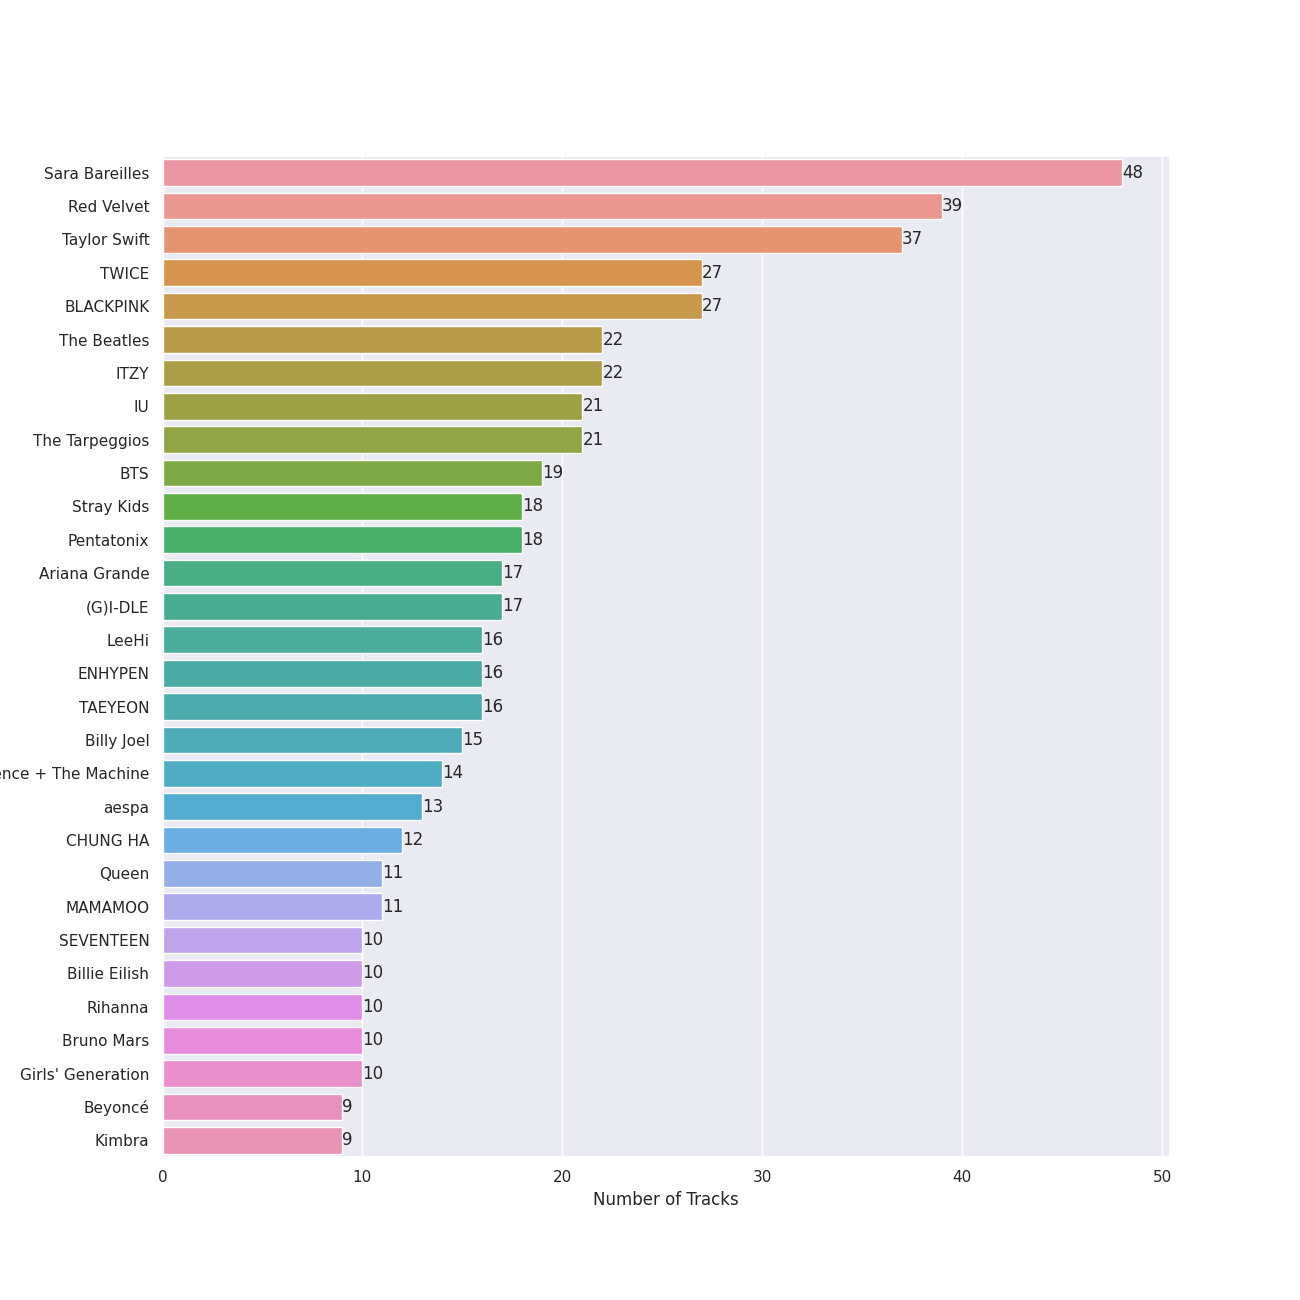 Sara Bareilles 48
Red Velvet 39
Taylor Swift 37
TWICE 27
BLACKPINK 27
The Beatles 22
ITZY 22
IU 21
The Tarpeggios 21
BTS 19
Stray Kids 18
Pentatonix 18
Ariana Grande 17
(G)I-DLE 17
LeeHi 16
ENHYPEN 16
TAEYEON 16
Billy Joel 15
ence + The Machine 14
aespa 13
CHUNG HA 12
Queen 11
MAMAMOO 11
SEVENTEEN 10
Billie Eilish 10
Rihanna 10
Bruno Mars 10
Girls' Generation 10
Beyoncé 9
Kimbra 9
0 10 20 30 40 50
Number of Tracks